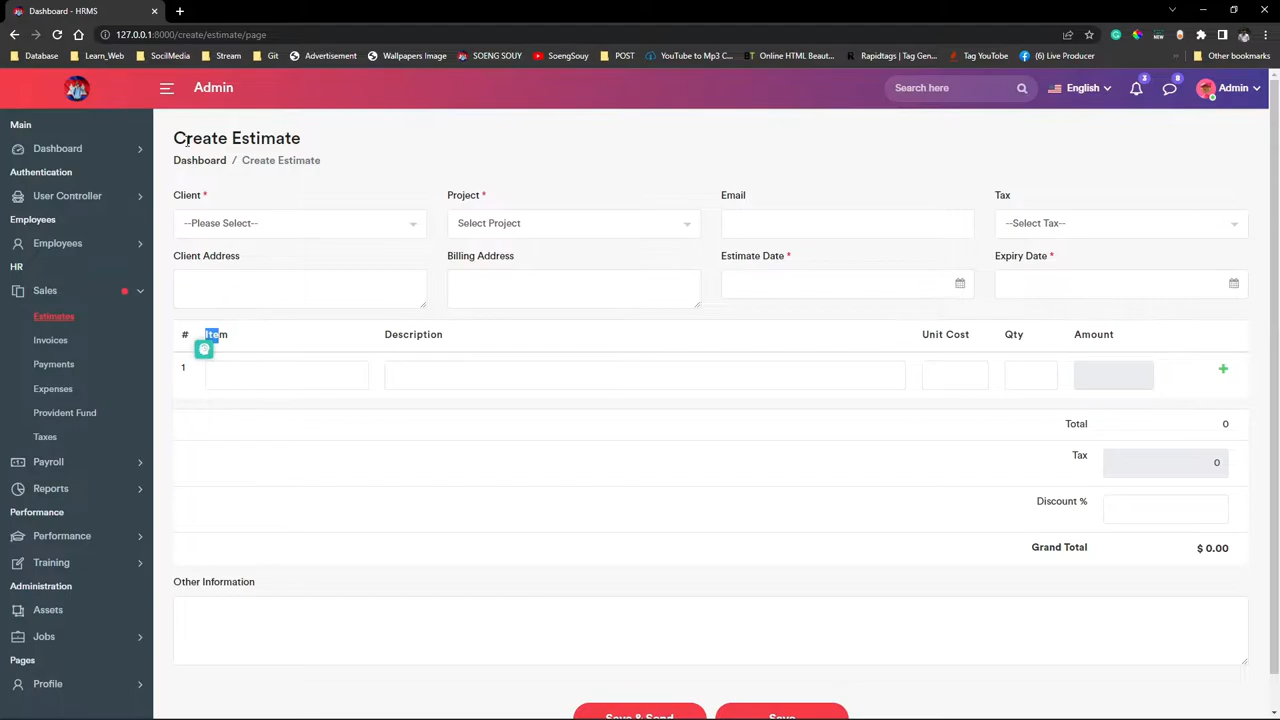 Dashboard - HRMS
127.0.0.1:8000/create/estimate/page
Database Learn_Web SocilMedia Stream Git Advertisement Wallpapers Image SOENG SOUY SoengSouy POST YouTube to Mp3 C... BT Online HTML Beaut... R Rapidtags | Tag Gen... Tag YouTube (6) Live Producer Other bookmarks
Admin
Search here
English
3
8
Admin
Main
Dashboard
Authentication
User Controller
Employees
Employees
HR
Sales
Estimates
Invoices
Payments
Expenses
Provident Fund
Taxes
Payroll
Reports
Performance
Performance
Training
Administration
Assets
Jobs
Pages
Profile
Create Estimate
Dashboard / Create Estimate
Client * Project * Email Tax
--Please Select-- Select Project --Select Tax--
Client Address Billing Address Estimate Date * Expiry Date *
# Item Description Unit Cost Qty Amount
1 +
Total 0
Tax 0
Discount %
Grand Total $ 0.00
Other Information
Save & Send Save